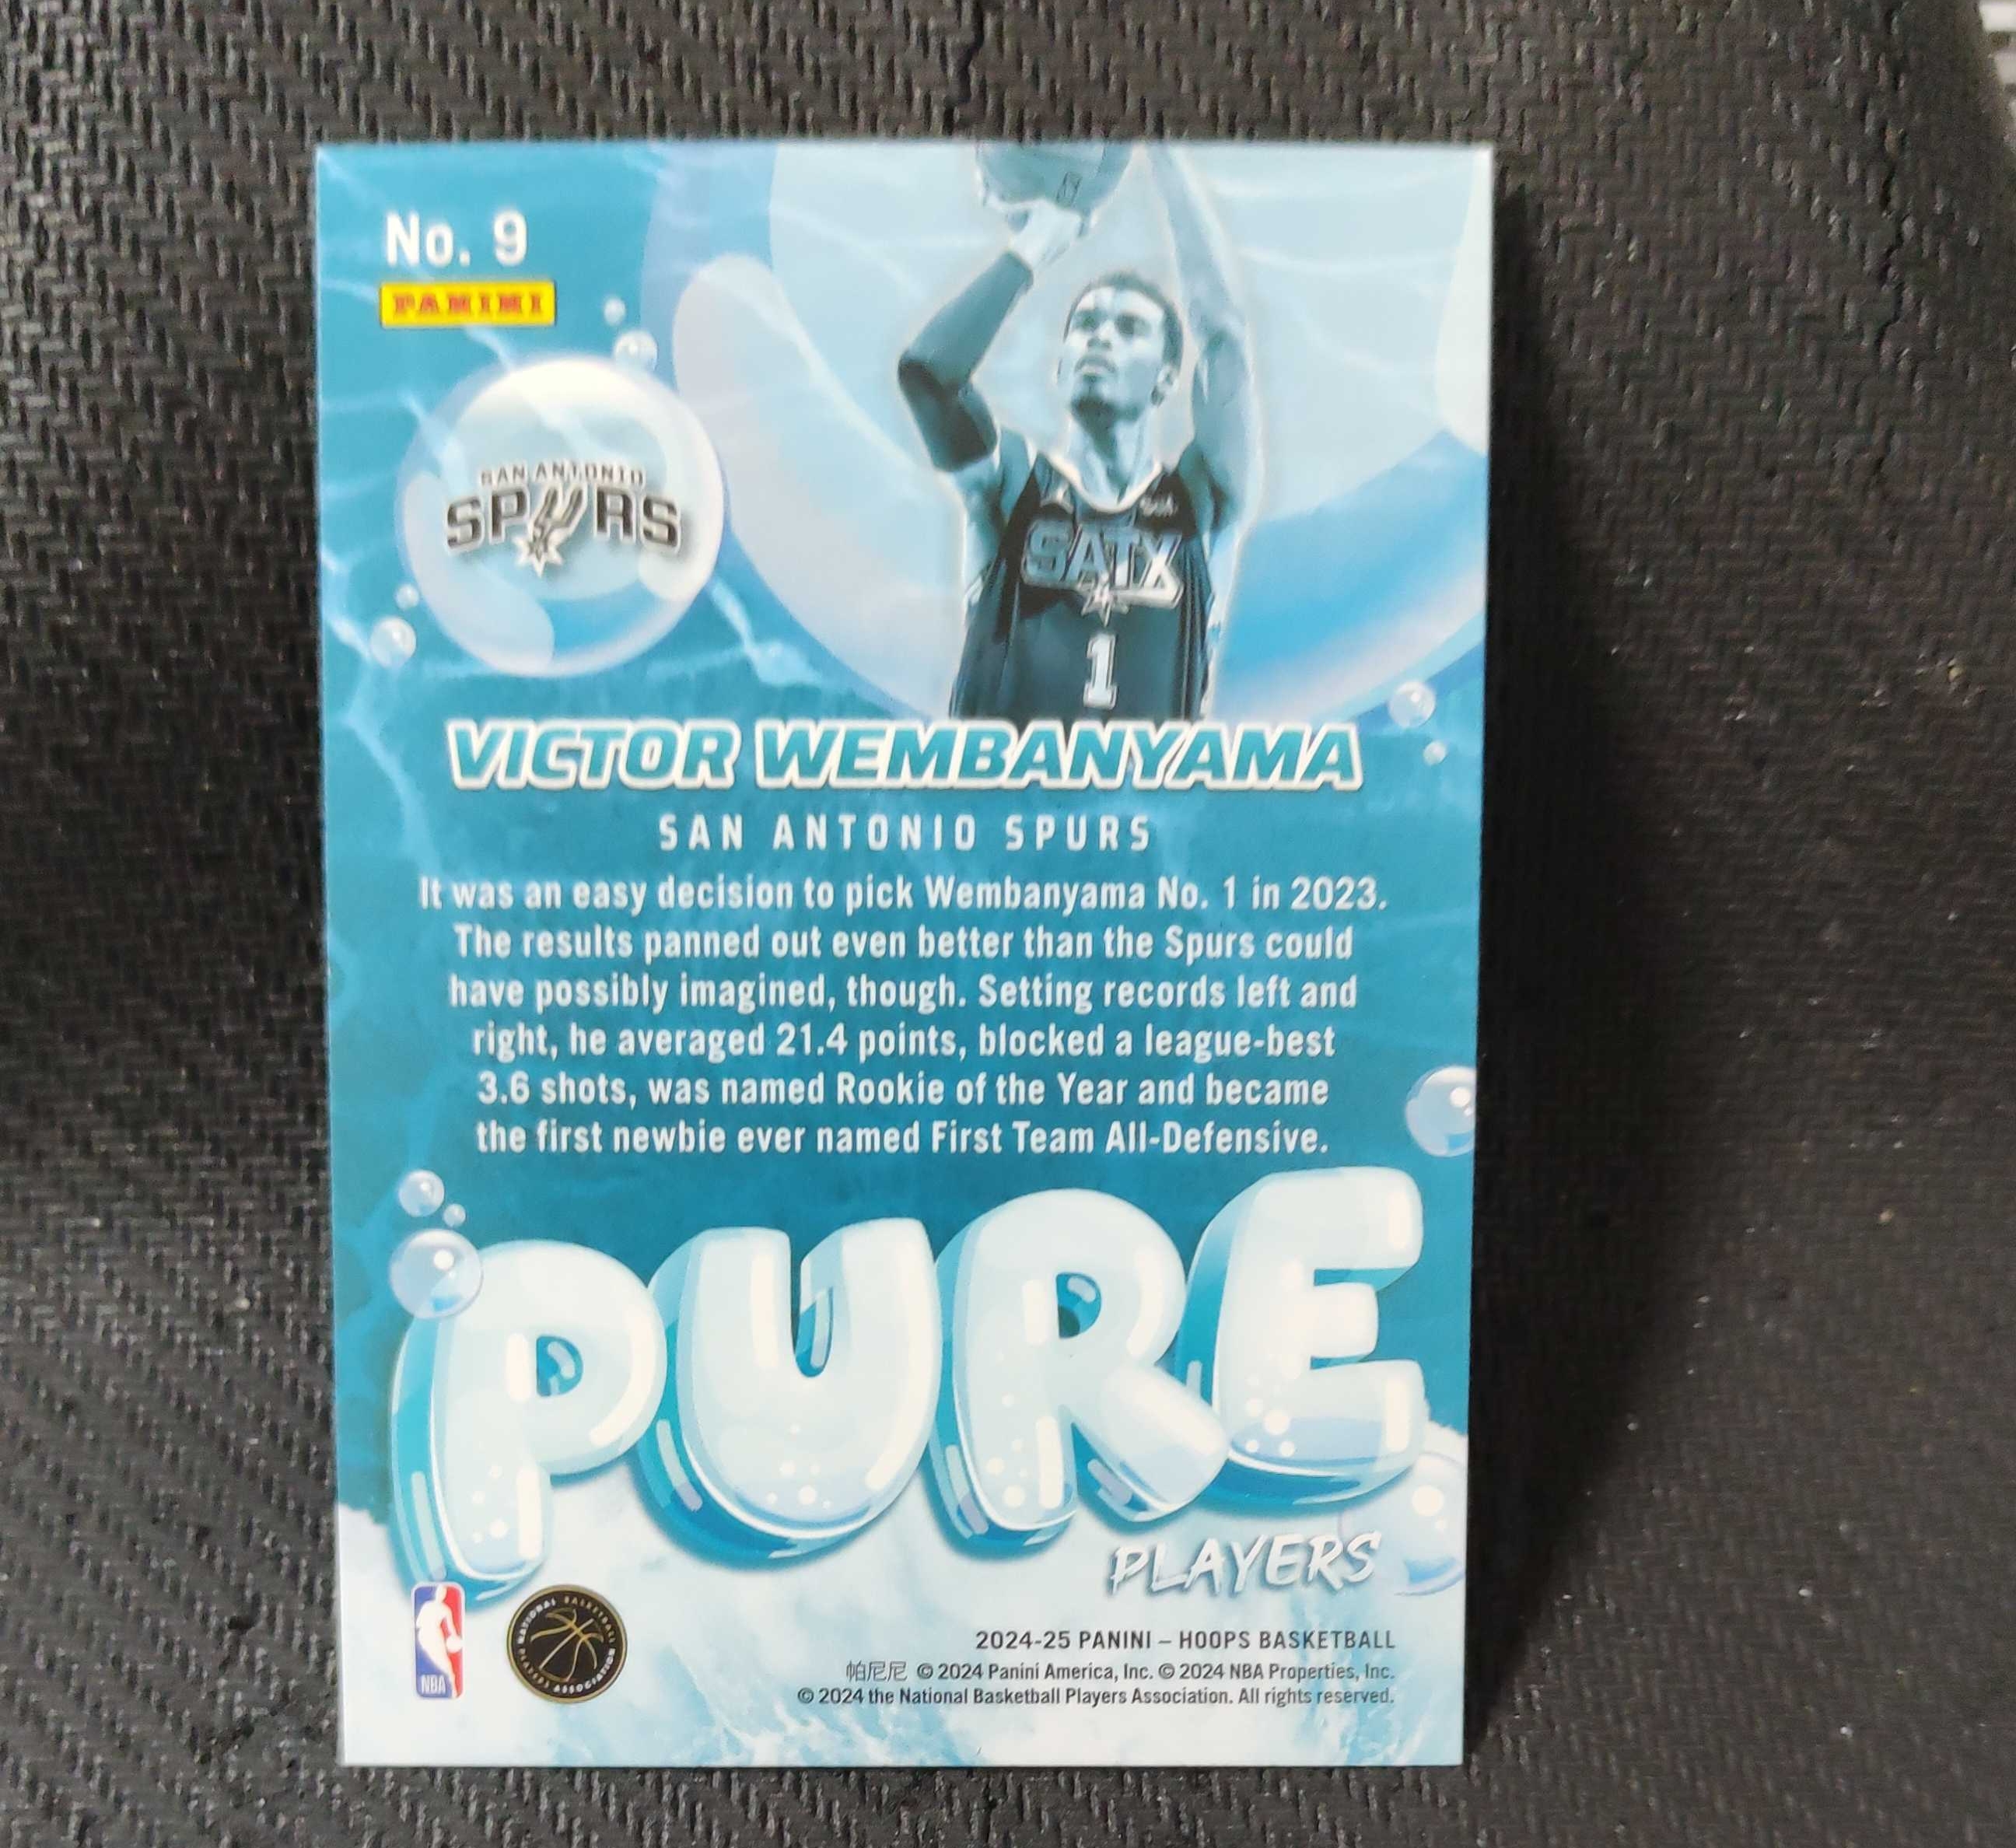 No. 9
PANINI
SAN ANTONIO
SPURS
SATX
1
VICTOR WEMBANYAMA
SAN ANTONIO SPURS
It was an easy decision to pick Wembanyama No. 1 in 2023.
The results panned out even better than the Spurs could
have possibly imagined, though. Setting records left and
right, he averaged 21.4 points, blocked a league-best
3.6 shots, was named Rookie of the Year and became
the first newbie ever named First Team All-Defensive.
PURE
PLAYERS
NBA
NATIONAL BASKETBALL
PLAYERS ASSOCIATION
2024-25 PANINI – HOOPS BASKETBALL
帕尼尼 © 2024 Panini America, Inc. © 2024 NBA Properties, Inc.
© 2024 the National Basketball Players Association. All rights reserved.